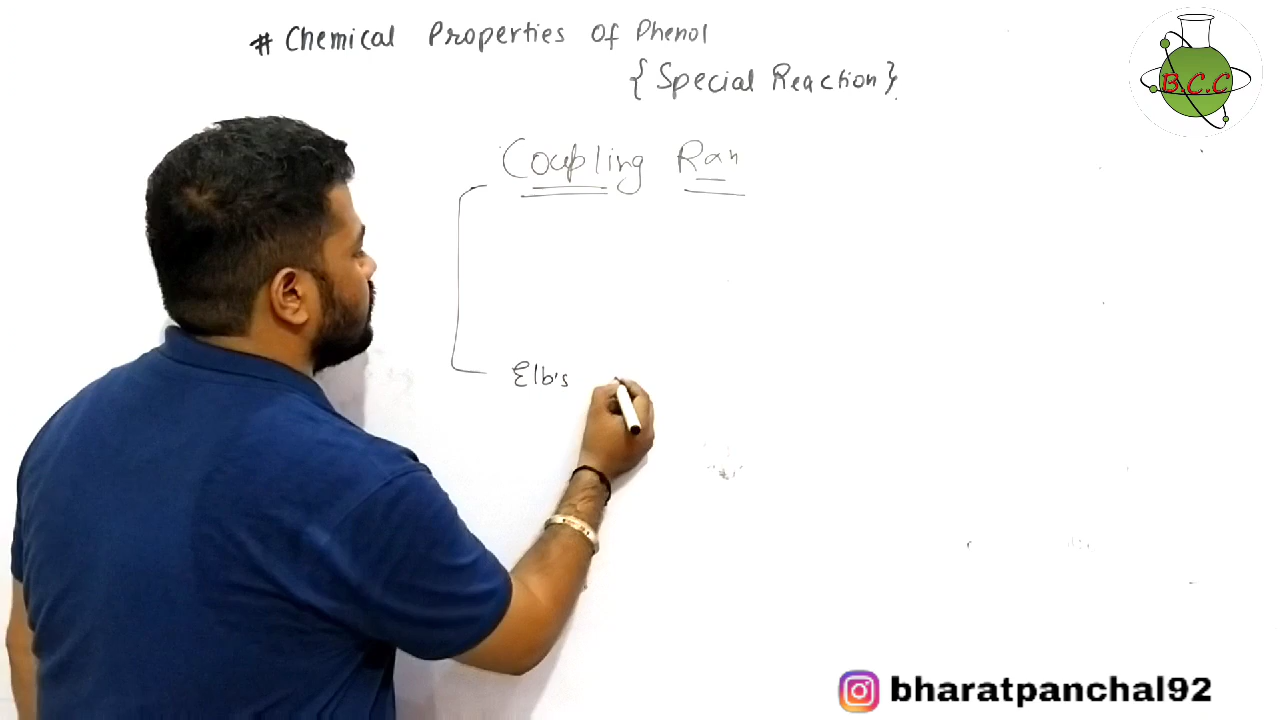 # Chemical Properties Of Phenol
{Special Reaction}
B.C.C
Coupling Rxn
Elb's
bharatpanchal92